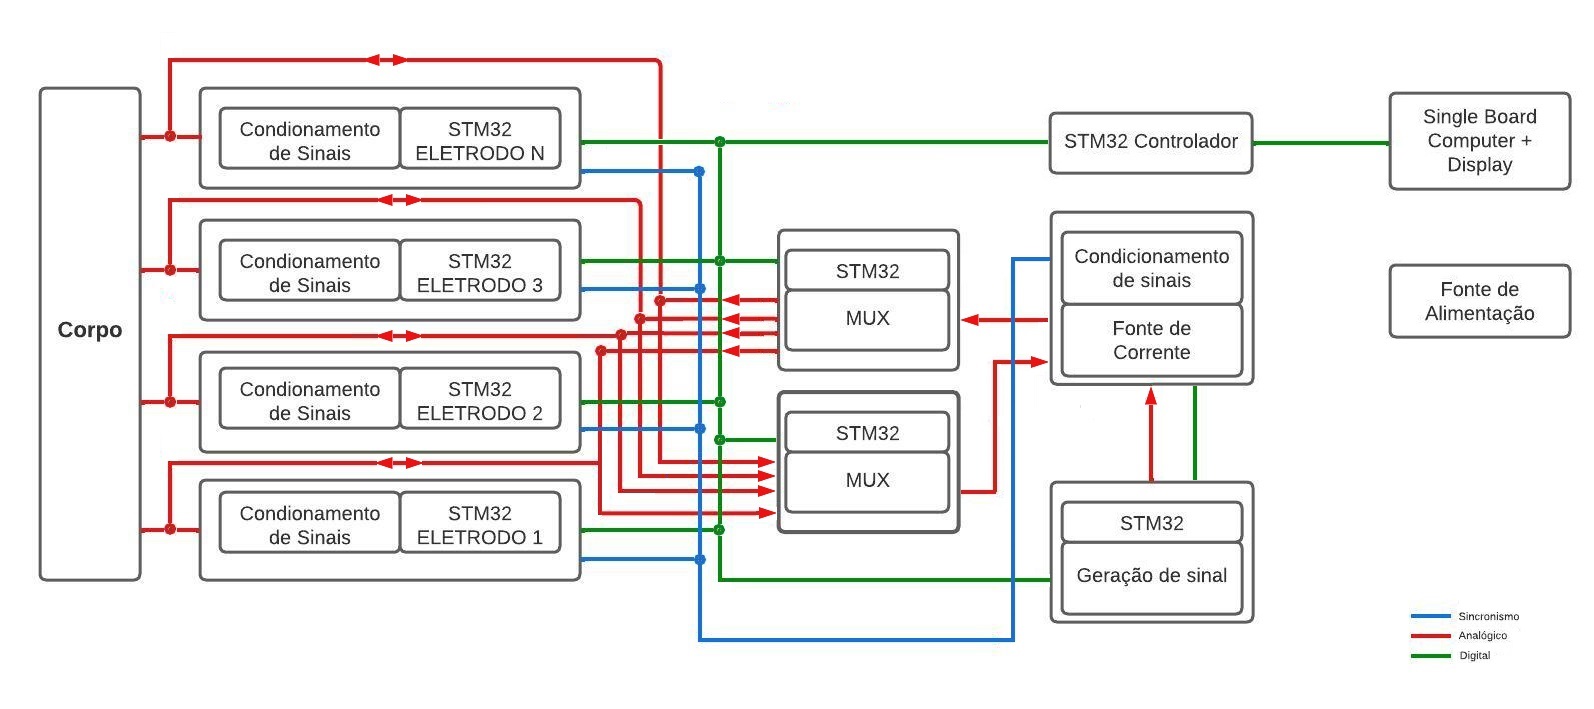 Corpo
Condionamento
de Sinais
STM32
ELETRODO N
Condionamento
de Sinais
STM32
ELETRODO 3
Condionamento
de Sinais
STM32
ELETRODO 2
Condionamento
de Sinais
STM32
ELETRODO 1
STM32
MUX
STM32
MUX
STM32 Controlador
Condicionamento
de sinais
Fonte de
Corrente
STM32
Geração de sinal
Single Board
Computer +
Display
Fonte de
Alimentação
Sincronismo
Analógico
Digital